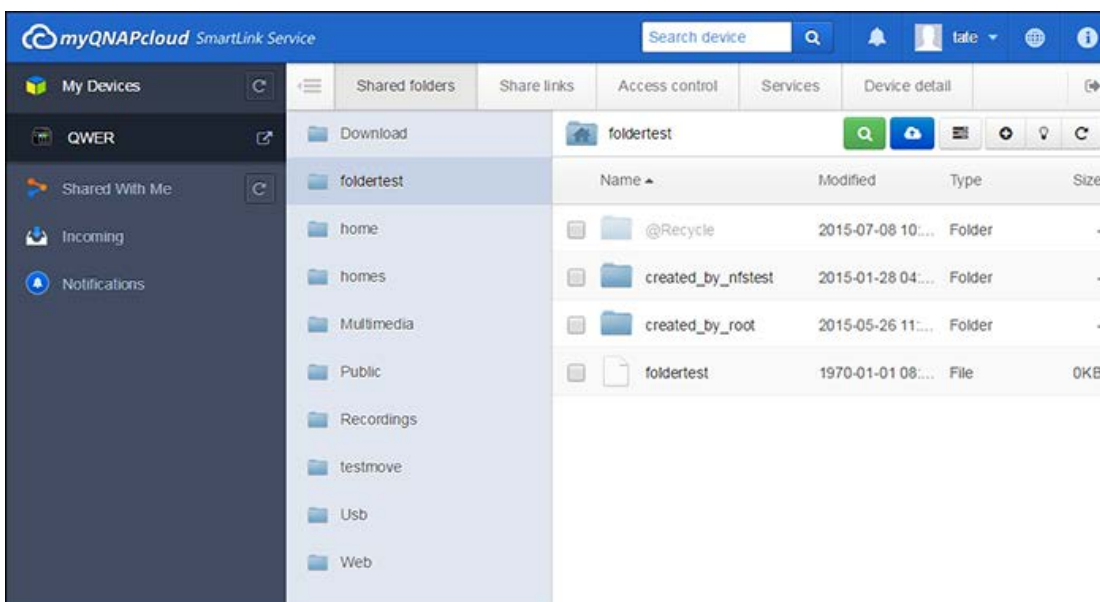 myQNAPcloud SmartLink Service
Search device
tate
My Devices
QWER
Shared With Me
Incoming
Notifications
Shared folders
Share links
Access control
Services
Device detail
Download
foldertest
home
homes
Multimedia
Public
Recordings
testmove
Usb
Web
foldertest
Name Modified Type Size
@Recycle 2015-07-08 10:... Folder -
created_by_nfstest 2015-01-28 04:... Folder -
created_by_root 2015-05-26 11:... Folder -
foldertest 1970-01-01 08:... File 0KB